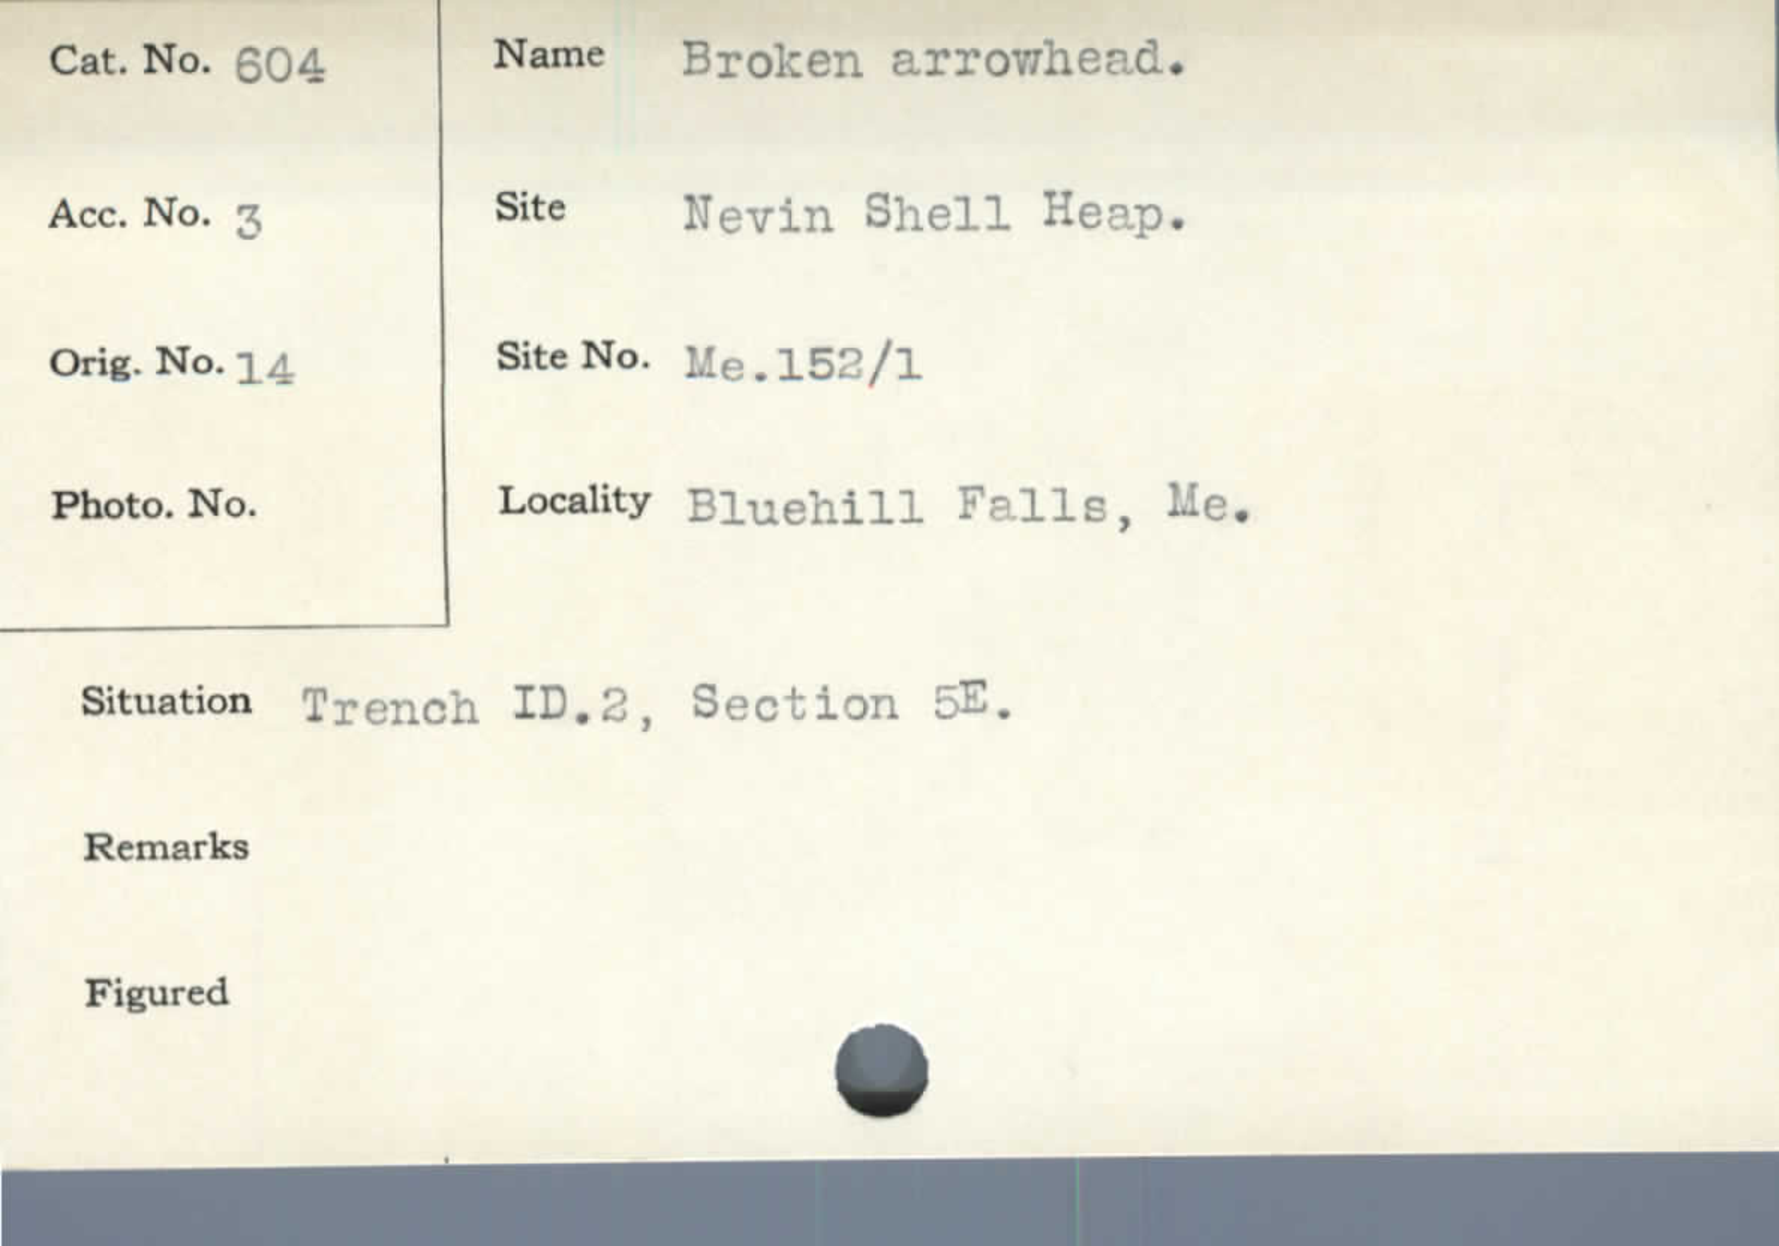 Cat. No. 604
Name Broken arrowhead.
Acc. No. 3
Site Nevin Shell Heap.
Orig. No. 14
Site No. Me.152/1
Photo. No.
Locality Bluehill Falls, Me.
Situation Trench ID.2, Section 5E.
Remarks
Figured